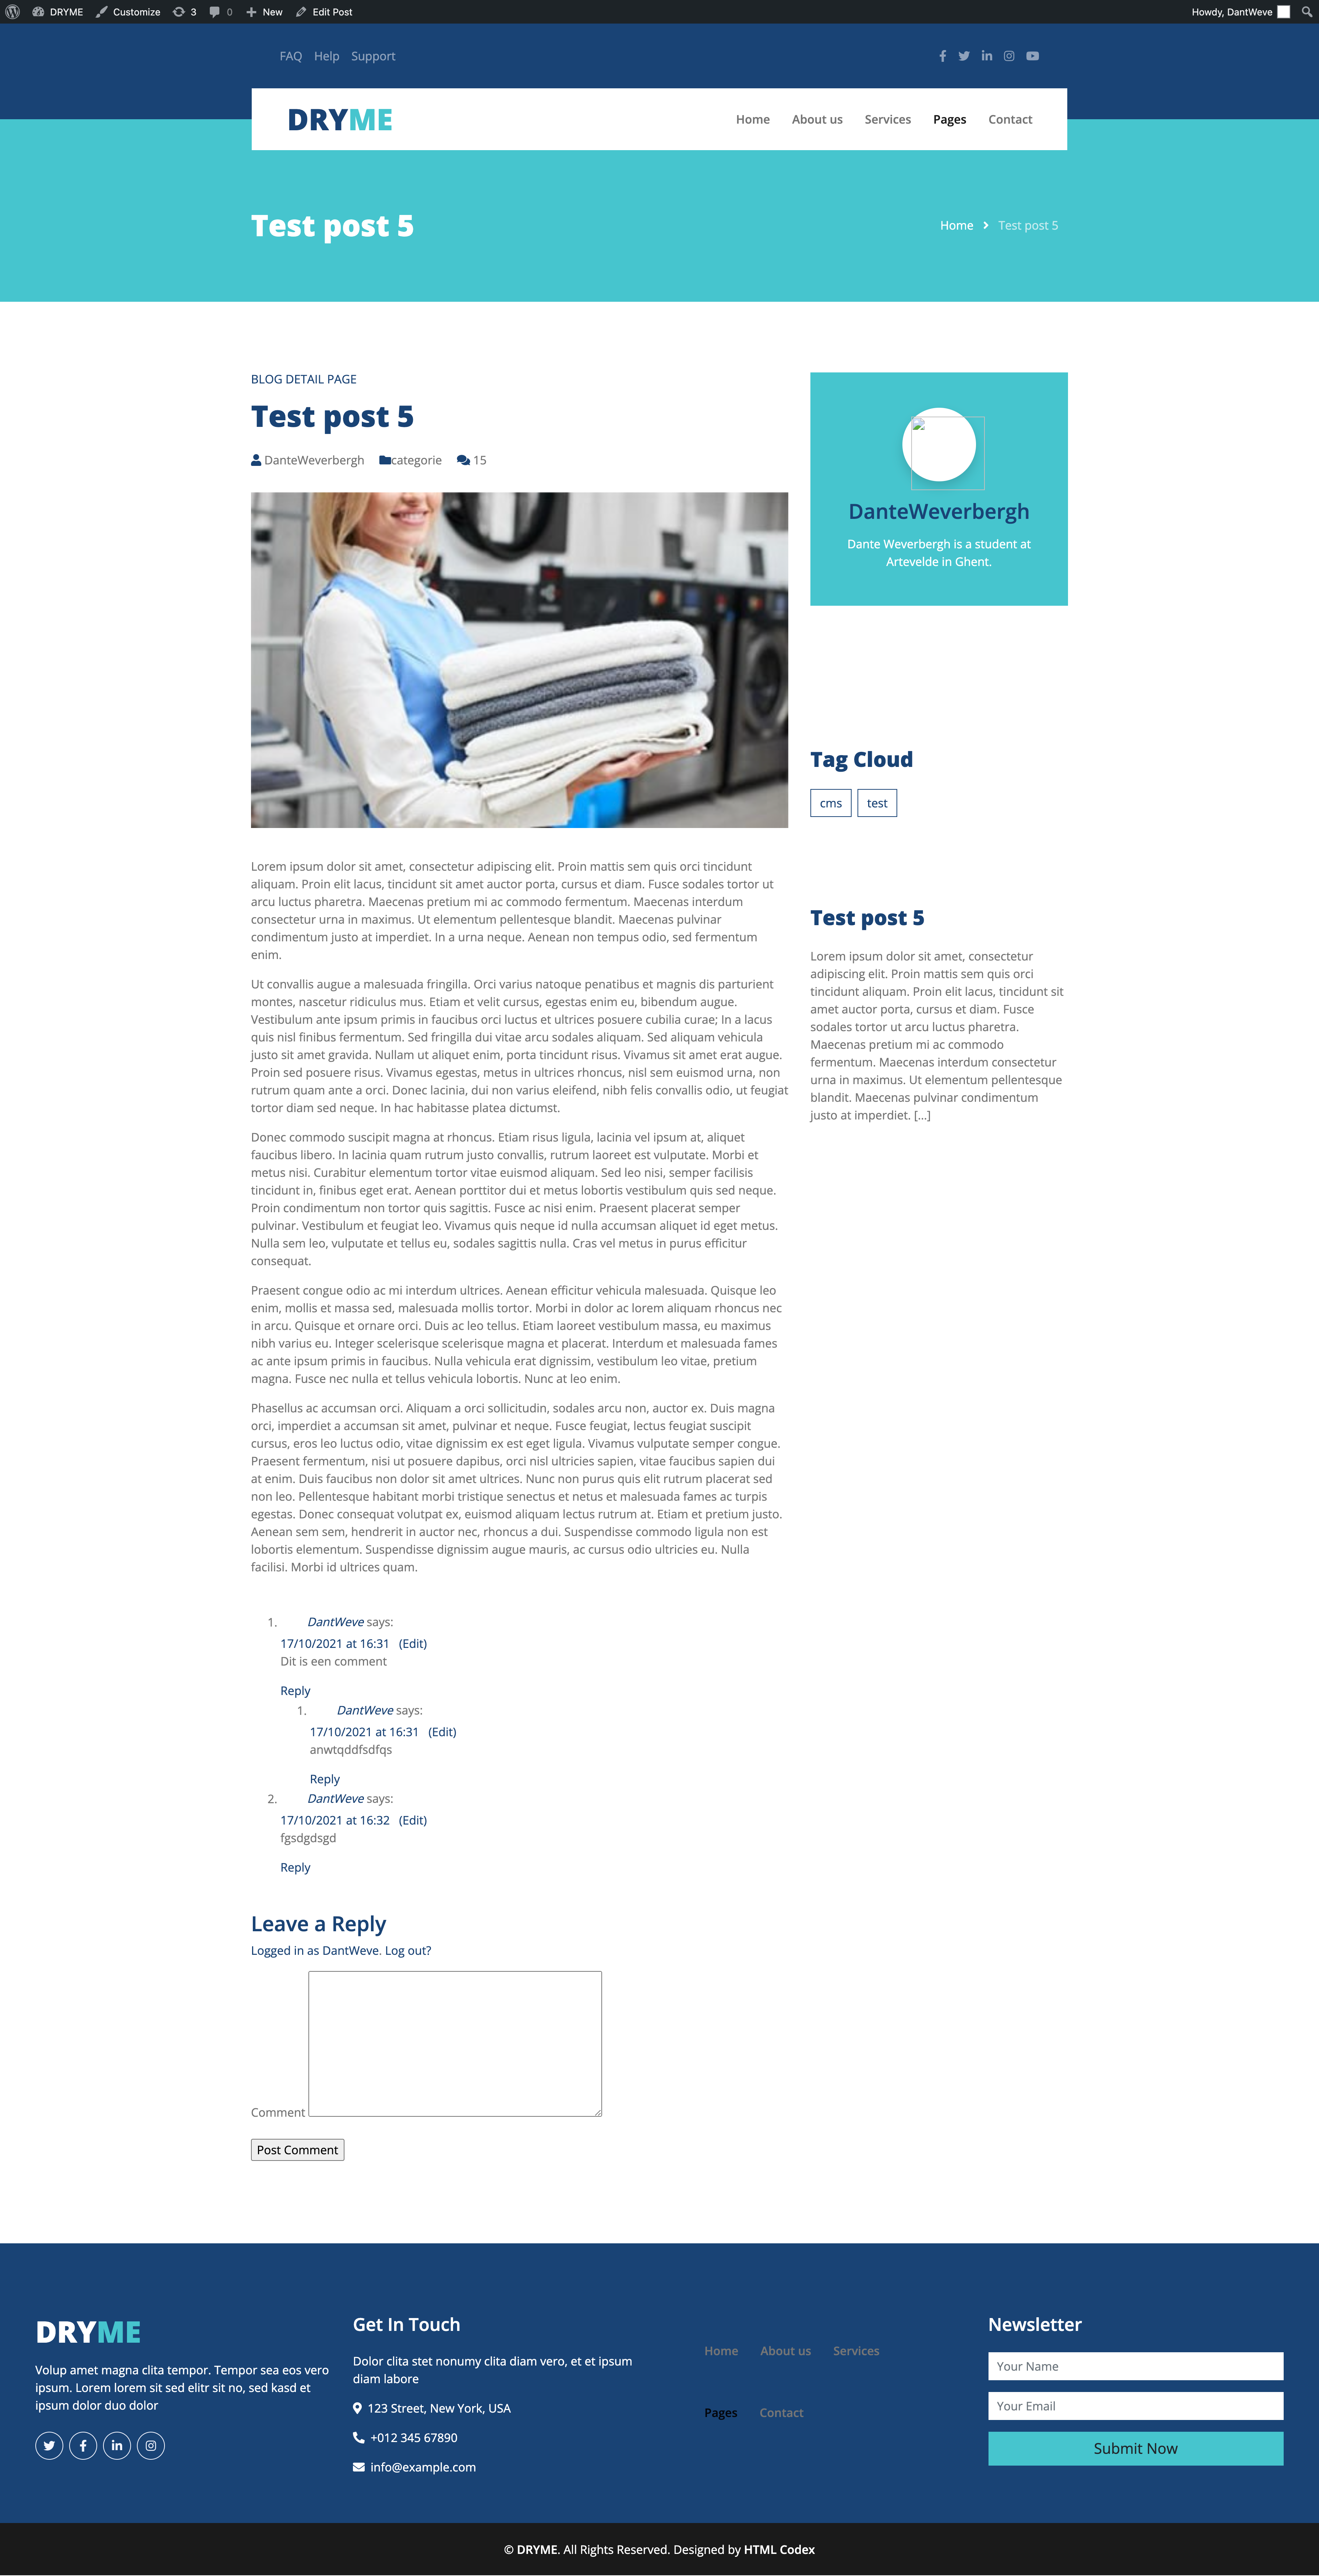 DRYME
Customize
3
0
New
Edit Post
Howdy, DantWeve
FAQ Help Support
DRYME
Home About us Services Pages Contact
Test post 5
Home Test post 5
BLOG DETAIL PAGE
Test post 5
DanteWeverbergh categorie 15
Lorem ipsum dolor sit amet, consectetur adipiscing elit. Proin mattis sem quis orci tincidunt
aliquam. Proin elit lacus, tincidunt sit amet auctor porta, cursus et diam. Fusce sodales tortor ut
arcu luctus pharetra. Maecenas pretium mi ac commodo fermentum. Maecenas interdum
consectetur urna in maximus. Ut elementum pellentesque blandit. Maecenas pulvinar
condimentum justo at imperdiet. In a urna neque. Aenean non tempus odio, sed fermentum
enim.
Ut convallis augue a malesuada fringilla. Orci varius natoque penatibus et magnis dis parturient
montes, nascetur ridiculus mus. Etiam et velit cursus, egestas enim eu, bibendum augue.
Vestibulum ante ipsum primis in faucibus orci luctus et ultrices posuere cubilia curae; In a lacus
quis nisl finibus fermentum. Sed fringilla dui vitae arcu sodales aliquam. Sed aliquam vehicula
justo sit amet gravida. Nullam ut aliquet enim, porta tincidunt risus. Vivamus sit amet erat augue.
Proin sed posuere risus. Vivamus egestas, metus in ultrices rhoncus, nisl sem euismod urna, non
rutrum quam ante a orci. Donec lacinia, dui non varius eleifend, nibh felis convallis odio, ut feugiat
tortor diam sed neque. In hac habitasse platea dictumst.
Donec commodo suscipit magna at rhoncus. Etiam risus ligula, lacinia vel ipsum at, aliquet
faucibus libero. In lacinia quam rutrum justo convallis, rutrum laoreet est vulputate. Morbi et
metus nisi. Curabitur elementum tortor vitae euismod aliquam. Sed leo nisi, semper facilisis
tincidunt in, finibus eget erat. Aenean porttitor dui et metus lobortis vestibulum quis sed neque.
Proin condimentum non tortor quis sagittis. Fusce ac nisi enim. Praesent placerat semper
pulvinar. Vestibulum et feugiat leo. Vivamus quis neque id nulla accumsan aliquet id eget metus.
Nulla sem leo, vulputate et tellus eu, sodales sagittis nulla. Cras vel metus in purus efficitur
consequat.
Praesent congue odio ac mi interdum ultrices. Aenean efficitur vehicula malesuada. Quisque leo
enim, mollis et massa sed, malesuada mollis tortor. Morbi in dolor ac lorem aliquam rhoncus nec
in arcu. Quisque et ornare orci. Duis ac leo tellus. Etiam laoreet vestibulum massa, eu maximus
nibh varius eu. Integer scelerisque scelerisque magna et placerat. Interdum et malesuada fames
ac ante ipsum primis in faucibus. Nulla vehicula erat dignissim, vestibulum leo vitae, pretium
magna. Fusce nec nulla et tellus vehicula lobortis. Nunc at leo enim.
Phasellus ac accumsan orci. Aliquam a orci sollicitudin, sodales arcu non, auctor ex. Duis magna
orci, imperdiet a accumsan sit amet, pulvinar et neque. Fusce feugiat, lectus feugiat suscipit
cursus, eros leo luctus odio, vitae dignissim ex est eget ligula. Vivamus vulputate semper congue.
Praesent fermentum, nisi ut posuere dapibus, orci nisl ultricies sapien, vitae faucibus sapien dui
at enim. Duis faucibus non dolor sit amet ultrices. Nunc non purus quis elit rutrum placerat sed
non leo. Pellentesque habitant morbi tristique senectus et netus et malesuada fames ac turpis
egestas. Donec consequat volutpat ex, euismod aliquam lectus rutrum at. Etiam et pretium justo.
Aenean sem sem, hendrerit in auctor nec, rhoncus a dui. Suspendisse commodo ligula non est
lobortis elementum. Suspendisse dignissim augue mauris, ac cursus odio ultricies eu. Nulla
facilisi. Morbi id ultrices quam.
1. DantWeve says:
17/10/2021 at 16:31 (Edit)
Dit is een comment
Reply
1. DantWeve says:
17/10/2021 at 16:31 (Edit)
anwtqddfsdfqs
Reply
2. DantWeve says:
17/10/2021 at 16:32 (Edit)
fgsdgdsgd
Reply
Leave a Reply
Logged in as DantWeve. Log out?
Comment
Post Comment
DanteWeverbergh
Dante Weverbergh is a student at
Artevelde in Ghent.
Tag Cloud
cms test
Test post 5
Lorem ipsum dolor sit amet, consectetur
adipiscing elit. Proin mattis sem quis orci
tincidunt aliquam. Proin elit lacus, tincidunt sit
amet auctor porta, cursus et diam. Fusce
sodales tortor ut arcu luctus pharetra.
Maecenas pretium mi ac commodo
fermentum. Maecenas interdum consectetur
urna in maximus. Ut elementum pellentesque
blandit. Maecenas pulvinar condimentum
justo at imperdiet. [...]
DRYME
Volup amet magna clita tempor. Tempor sea eos vero
ipsum. Lorem lorem sit sed elitr sit no, sed kasd et
ipsum dolor duo dolor
Get In Touch
Dolor clita stet nonumy clita diam vero, et et ipsum
diam labore
123 Street, New York, USA
+012 345 67890
info@example.com
Home About us Services
Pages Contact
Newsletter
Your Name
Your Email
Submit Now
© DRYME. All Rights Reserved. Designed by HTML Codex